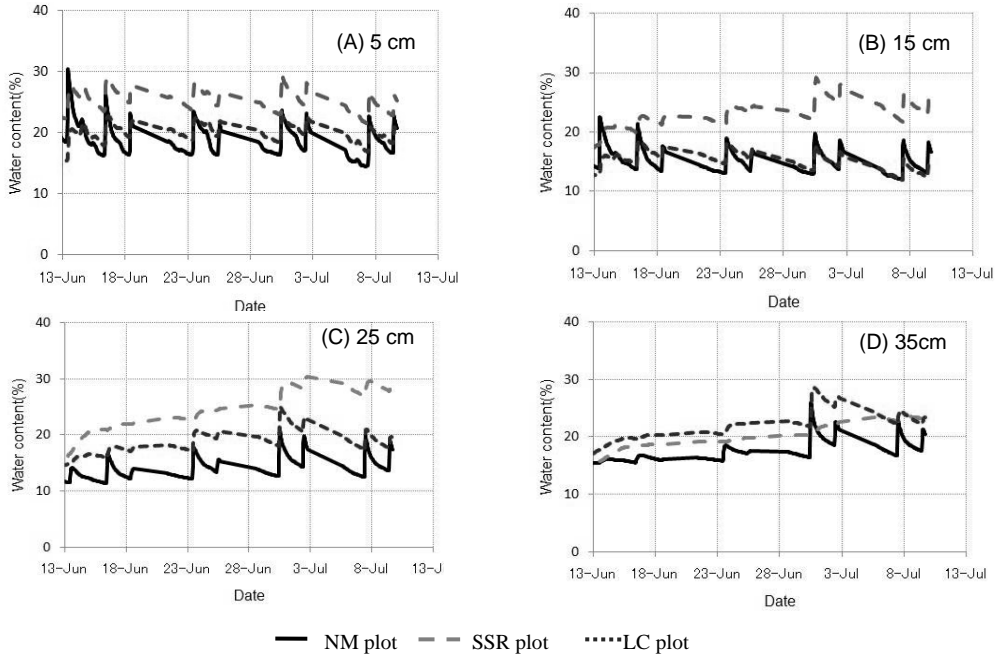 (A) 5 cm
Water content(%)
40
30
20
10
0
13-Jun 18-Jun 23-Jun 28-Jun 3-Jul 8-Jul 13-Jul
Date
(B) 15 cm
Water content(%)
40
30
20
10
0
13-Jun 18-Jun 23-Jun 28-Jun 3-Jul 8-Jul 13-Jul
Date
(C) 25 cm
Water content(%)
40
30
20
10
0
13-Jun 18-Jun 23-Jun 28-Jun 3-Jul 8-Jul 13-J
Date
(D) 35cm
Water content(%)
40
30
20
10
0
13-Jun 18-Jun 23-Jun 28-Jun 3-Jul 8-Jul 13-Jul
Date
NM plot SSR plot LC plot